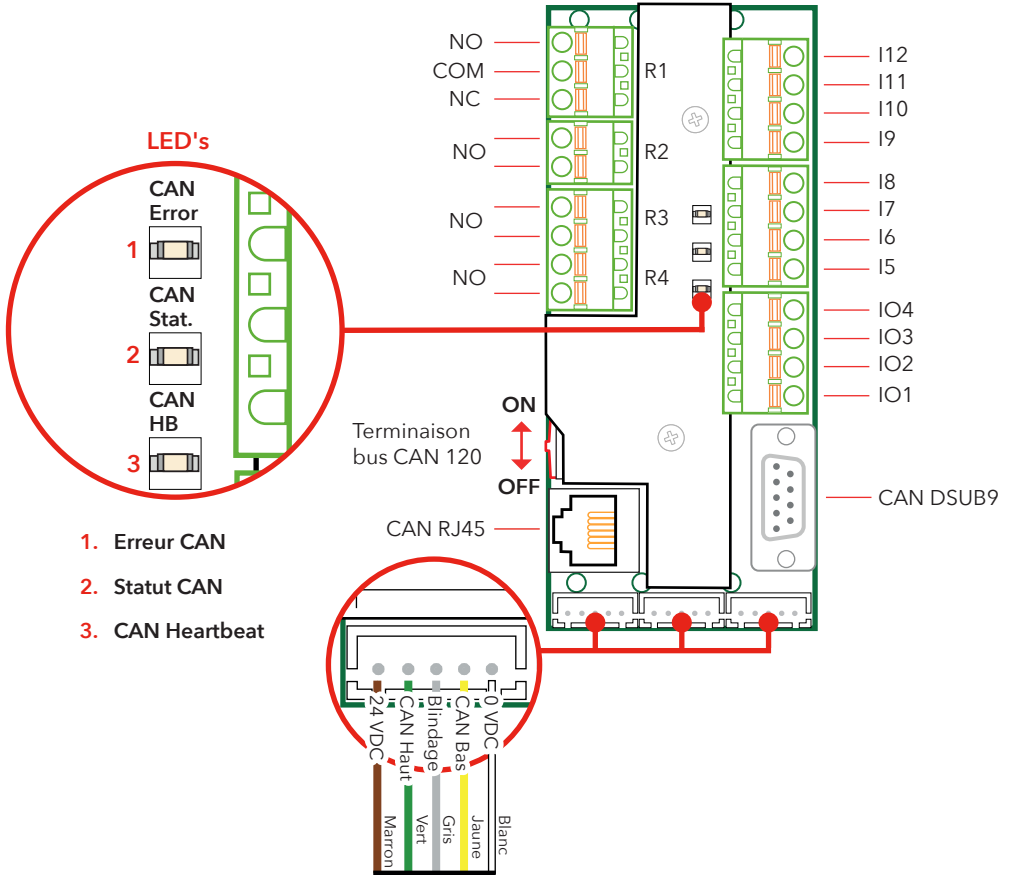 NO
COM
NC
R1
NO
R2
NO
R3
NO
R4
I12
I11
I10
I9
I8
I7
I6
I5
IO4
IO3
IO2
IO1
LED's
CAN
Error
1
CAN
Stat.
2
CAN
HB
3
ON
Terminaison
bus CAN 120
OFF
CAN RJ45
CAN DSUB9
1. Erreur CAN
2. Statut CAN
3. CAN Heartbeat
24 VDC
CAN Haut
Blindage
CAN Bas
0 VDC
Marron
Vert
Gris
Jaune
Blanc